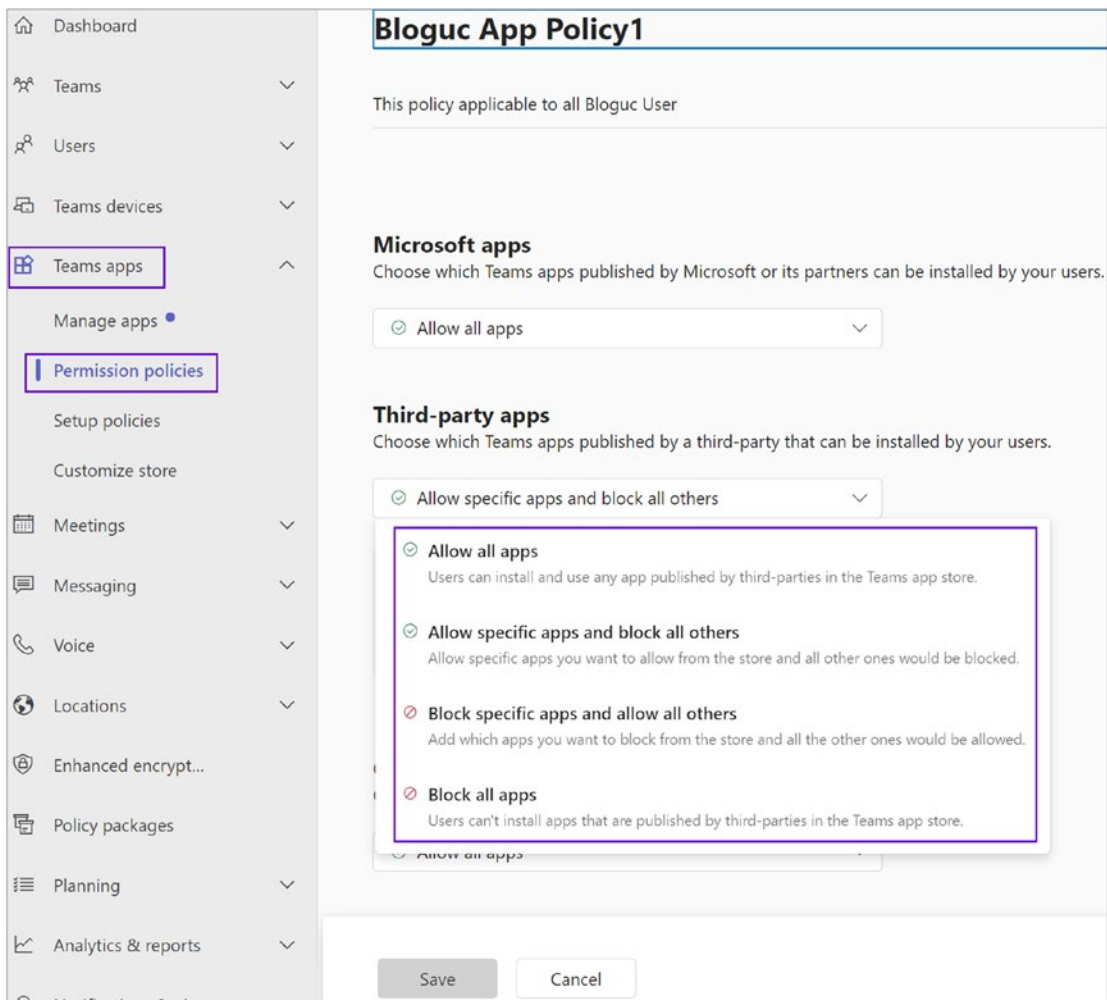 Dashboard
Teams
Users
Teams devices
Teams apps
Manage apps
Permission policies
Setup policies
Customize store
Meetings
Messaging
Voice
Locations
Enhanced encrypt...
Policy packages
Planning
Analytics & reports
Bloguc App Policy1
This policy applicable to all Bloguc User
Microsoft apps
Choose which Teams apps published by Microsoft or its partners can be installed by your users.
Allow all apps
Third-party apps
Choose which Teams apps published by a third-party that can be installed by your users.
Allow specific apps and block all others
Allow all apps
Users can install and use any app published by third-parties in the Teams app store.
Allow specific apps and block all others
Allow specific apps you want to allow from the store and all other ones would be blocked.
Block specific apps and allow all others
Add which apps you want to block from the store and all the other ones would be allowed.
Block all apps
Users can't install apps that are published by third-parties in the Teams app store.
Allow all apps
Save
Cancel